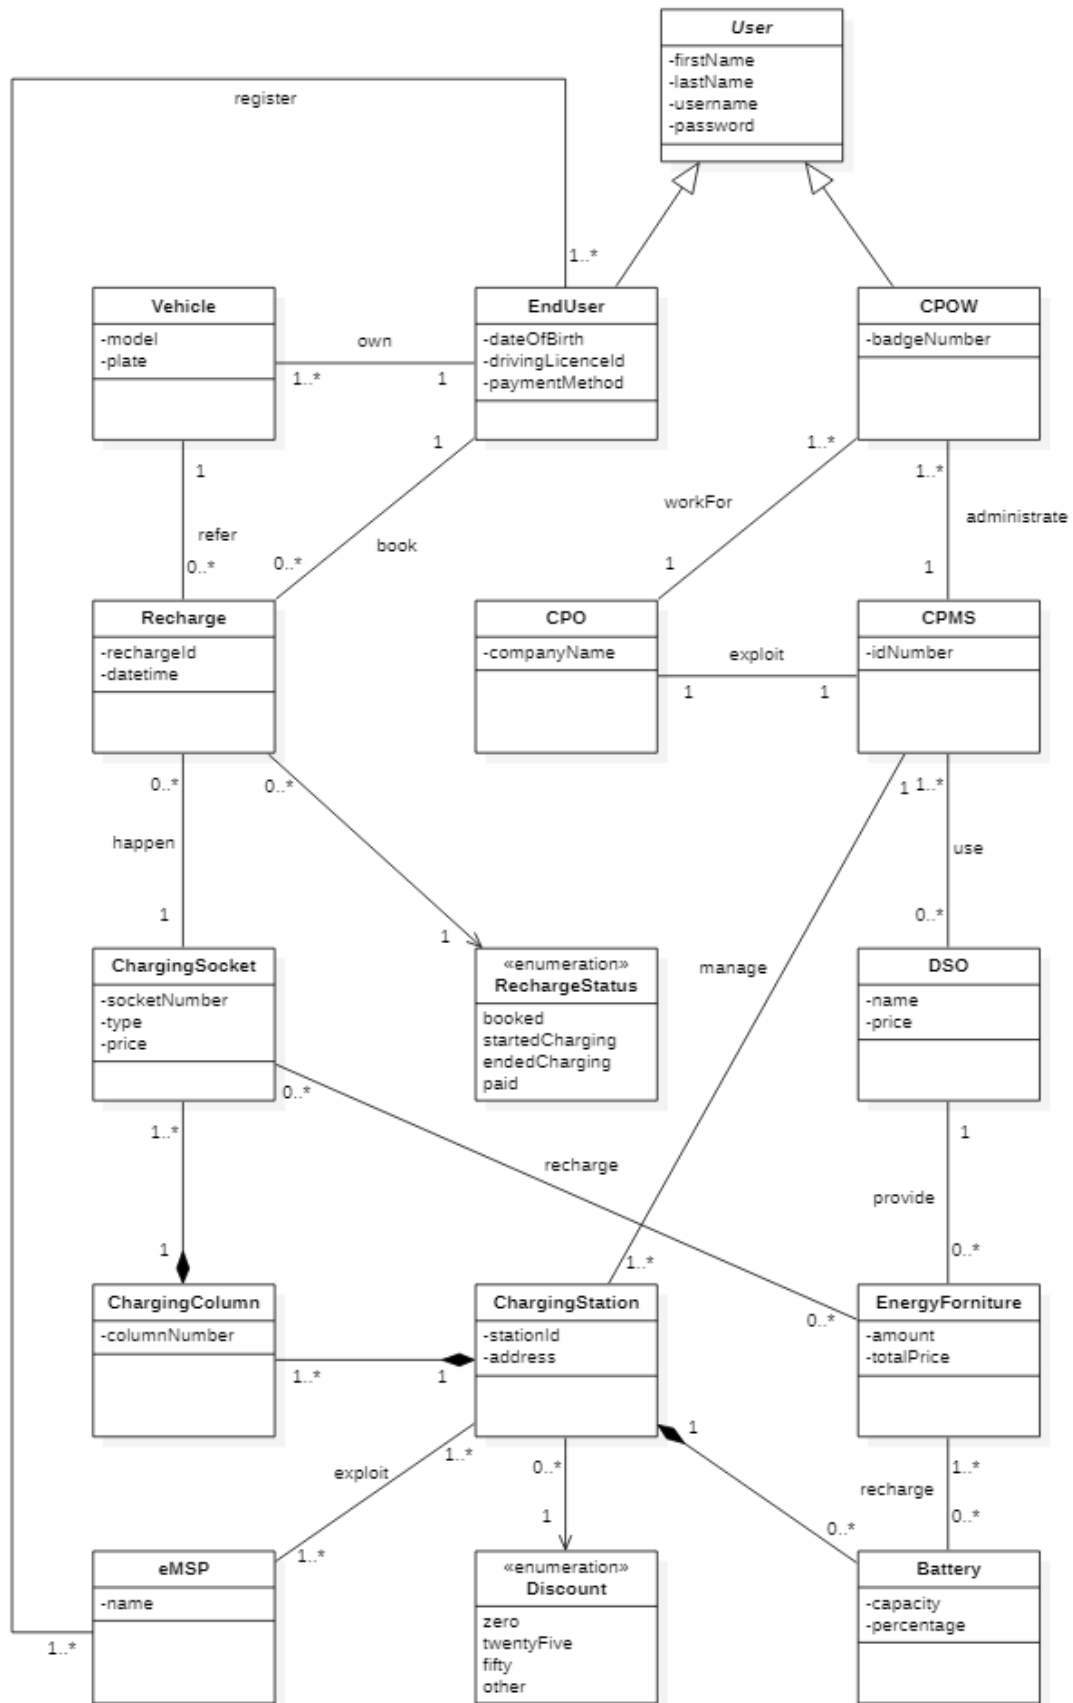 User
-firstName
-lastName
-username
-password
register
1..*
Vehicle
-model
-plate
own
1..*
1
EndUser
-dateOfBirth
-drivingLicenceId
-paymentMethod
CPOW
-badgeNumber
1
refer
0..*
1
book
0..*
1..*
workFor
1
1..*
administrate
1
Recharge
-rechargeId
-datetime
CPO
-companyName
exploit
1
1
CPMS
-idNumber
0..*
happen
1
0..*
1
1
1..*
use
0..*
manage
1..*
ChargingSocket
-socketNumber
-type
-price
«enumeration»
RechargeStatus
booked
startedCharging
endedCharging
paid
DSO
-name
-price
1..*
1
0..*
recharge
0..*
1
provide
0..*
ChargingColumn
-columnNumber
1..*
1
ChargingStation
-stationId
-address
EnergyForniture
-amount
-totalPrice
1..*
exploit
1..*
0..*
1
1
0..*
1..*
recharge
0..*
eMSP
-name
1..*
«enumeration»
Discount
zero
twentyFive
fifty
other
Battery
-capacity
-percentage